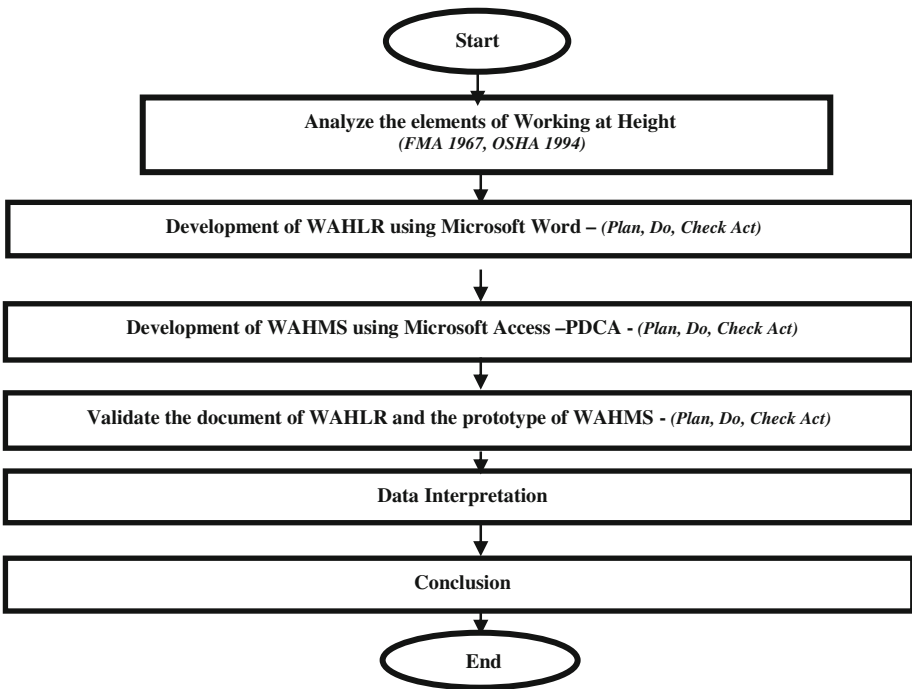 Start
Analyze the elements of Working at Height
(FMA 1967, OSHA 1994)
Development of WAHLR using Microsoft Word – (Plan, Do, Check Act)
Development of WAHMS using Microsoft Access –PDCA - (Plan, Do, Check Act)
Validate the document of WAHLR and the prototype of WAHMS - (Plan, Do, Check Act)
Data Interpretation
Conclusion
End